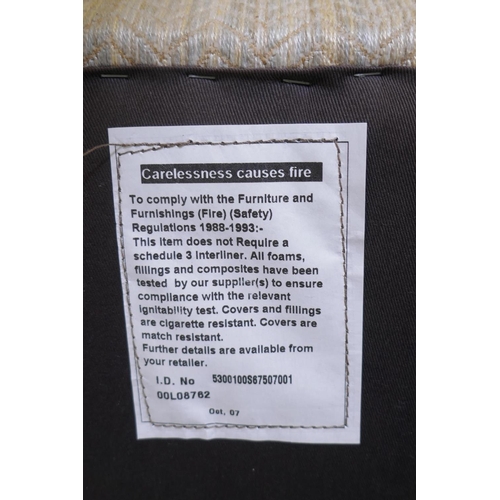 Carelessness causes fire
To comply with the Furniture and
Furnishings (Fire) (Safety)
Regulations 1988-1993:-
This item does not Require a
schedule 3 interliner. All foams,
fillings and composites have been
tested by our supplier(s) to ensure
compliance with the relevant
ignitability test. Covers and fillings
are cigarette resistant. Covers are
match resistant.
Further details are available from
your retailer.
I.D. No 5300100S67507001
00L08762
Oct, 07